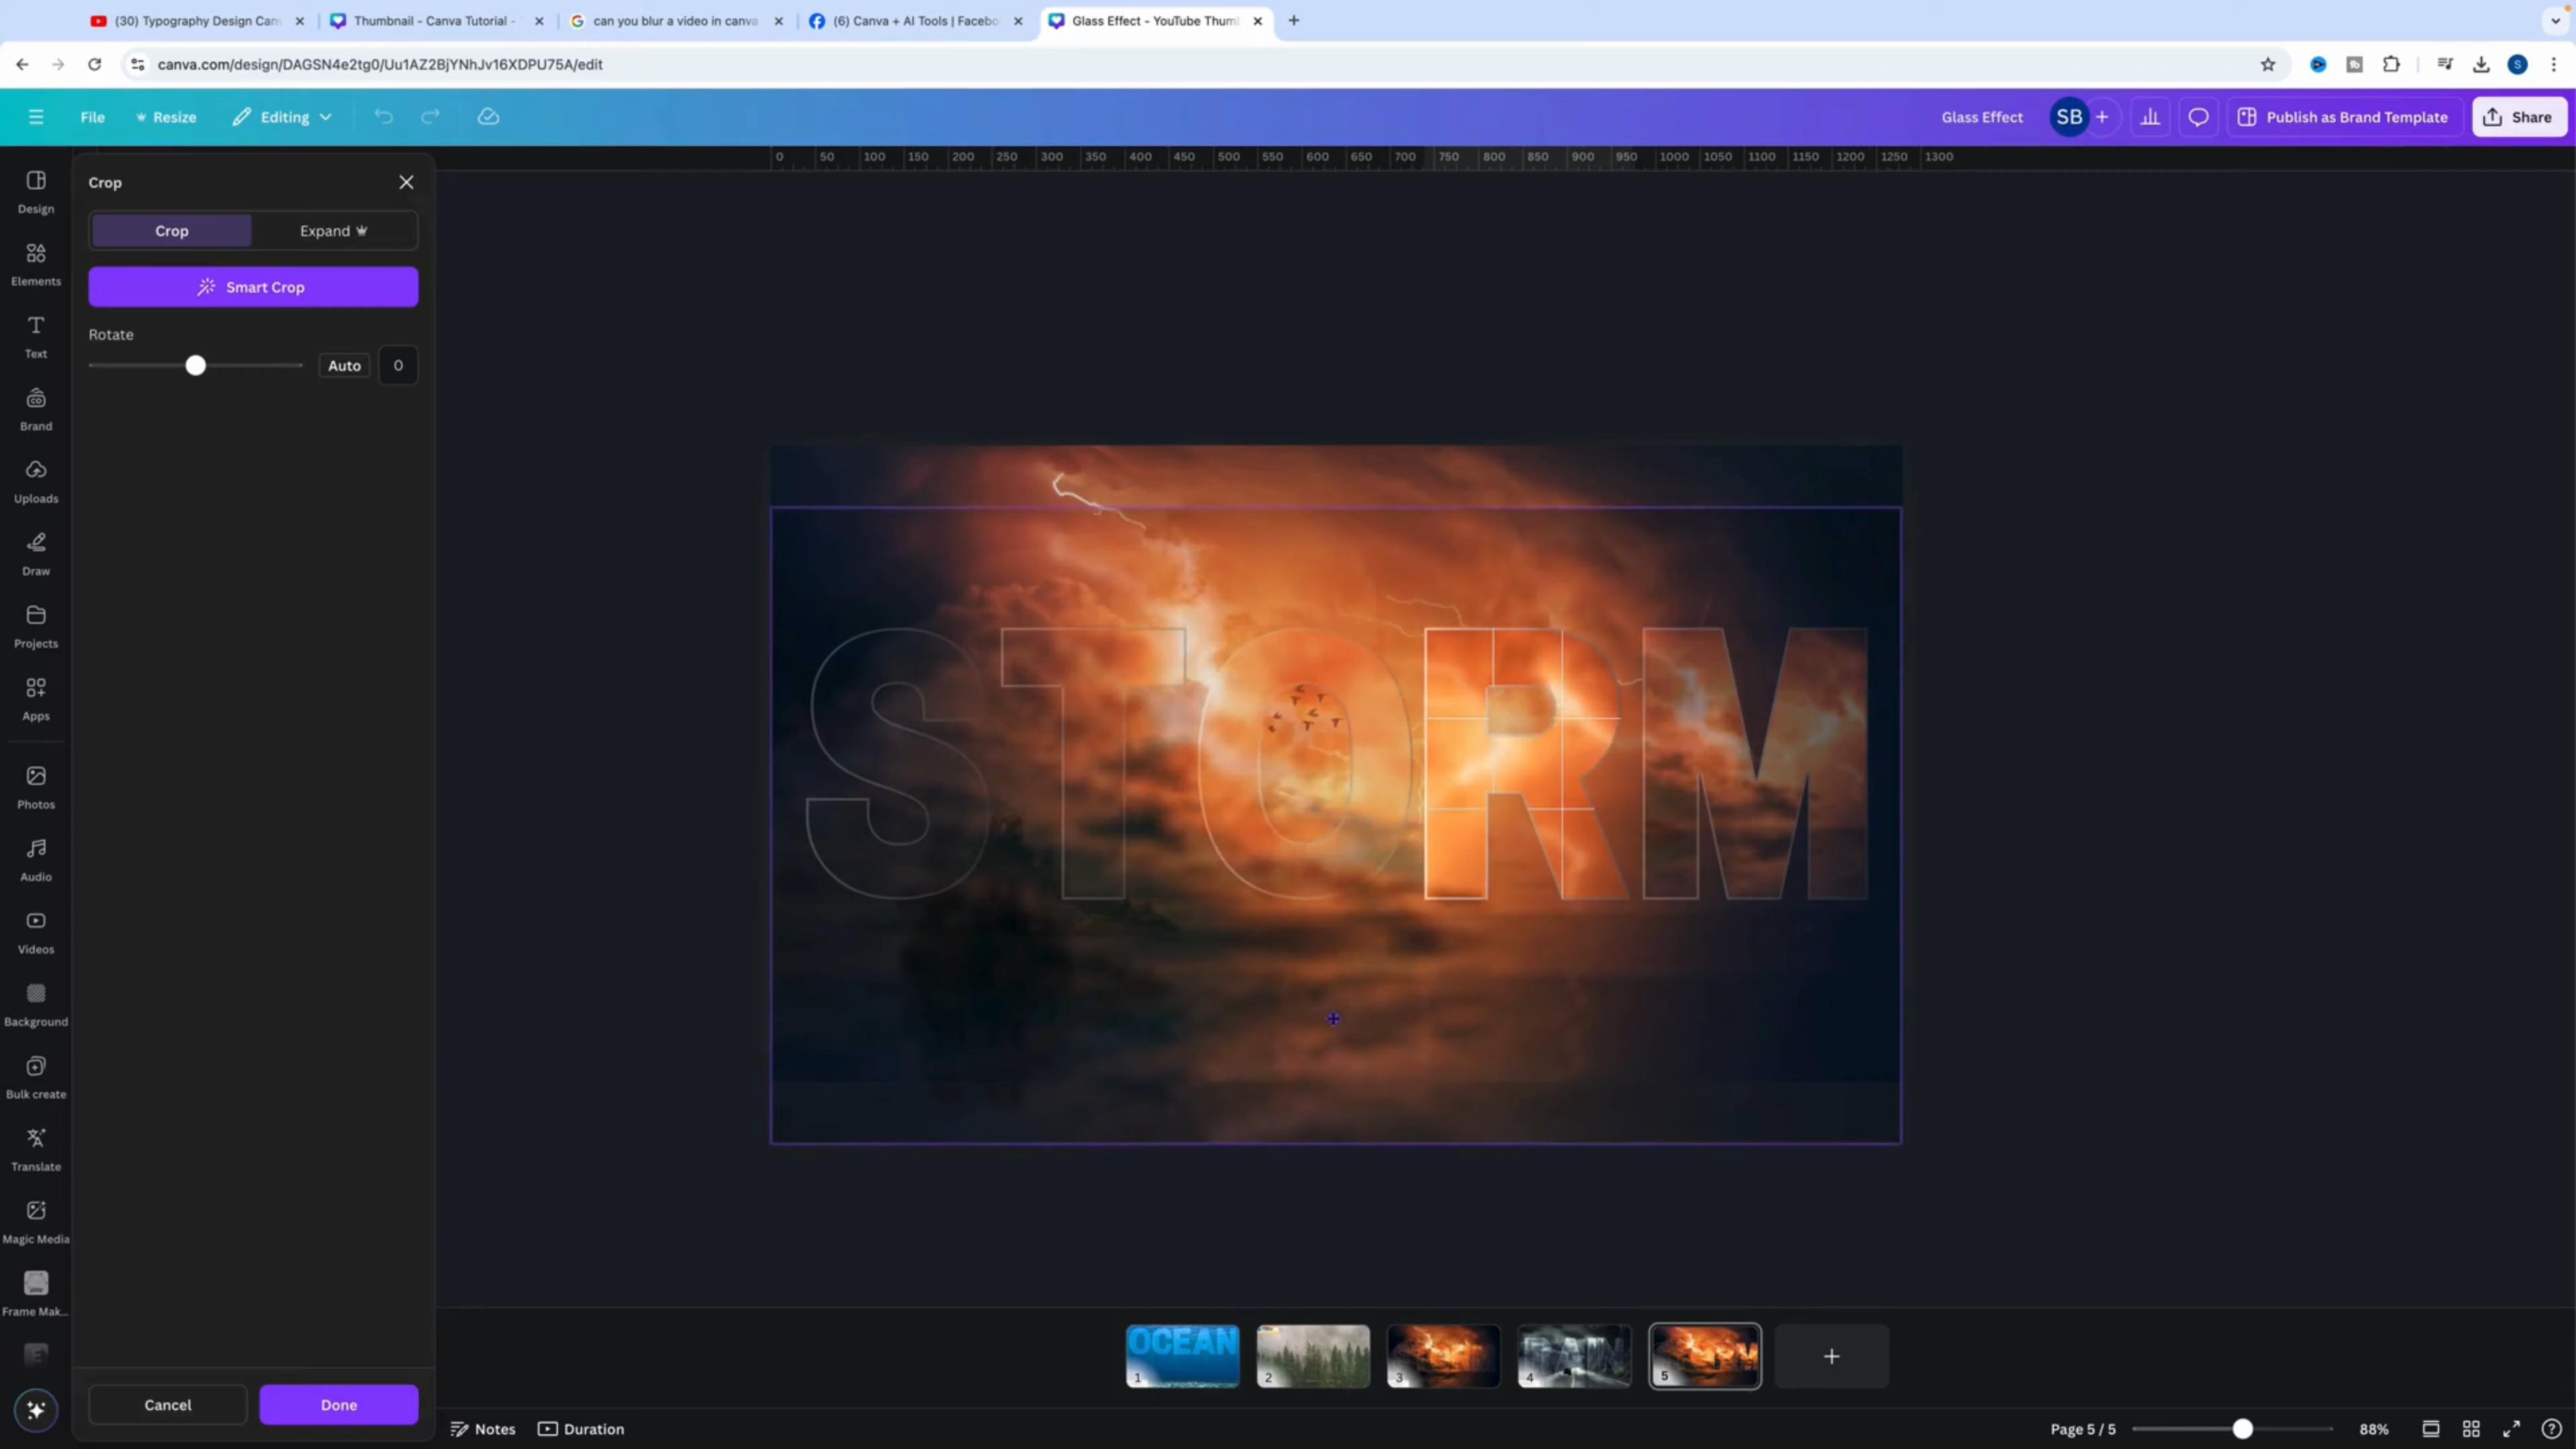 (30) Typography Design Can
Thumbnail - Canva Tutorial -
can you blur a video in canva
(6) Canva + AI Tools | Facebo
Glass Effect - YouTube Thum
canva.com/design/DAGSN4e2tg0/Uu1AZ2BjYNhJv16XDPU75A/edit
S
File
Resize
Editing
Glass Effect
SB
Publish as Brand Template
Share
0 50 100 150 200 250 300 350 400 450 500 550 600 650 700 750 800 850 900 950 1000 1050 1100 1150 1200 1250 1300
Design
Elements
Text
Brand
Uploads
Draw
Projects
Apps
Photos
Audio
Videos
Background
Bulk create
Translate
Magic Media
Frame Mak...
Crop
Crop
Expand
Smart Crop
Rotate
Auto
0
Cancel
Done
STORM
OCEAN
1
2
3
RAIN
4
5
Notes
Duration
Page 5 / 5
88%